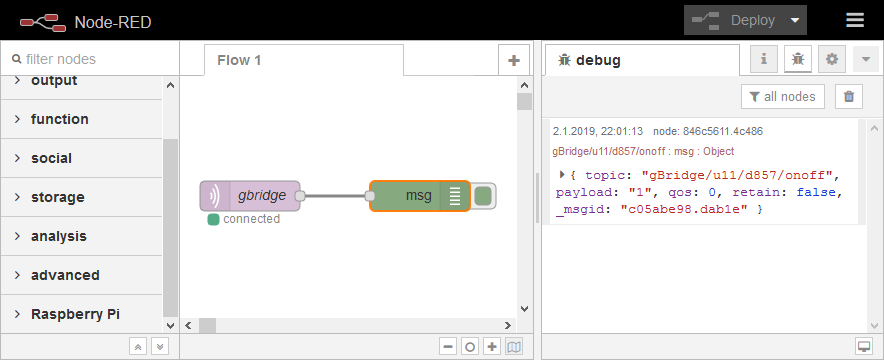 Node-RED
Deploy
filter nodes
output
function
social
storage
analysis
advanced
Raspberry Pi
Flow 1
gbridge
connected
msg
debug
i
all nodes
2.1.2019, 22:01:13 node: 846c5611.4c486
gBridge/u11/d857/onoff : msg : Object
{ topic: "gBridge/u11/d857/onoff",
payload: "1", qos: 0, retain: false,
_msgid: "c05abe98.dab1e" }